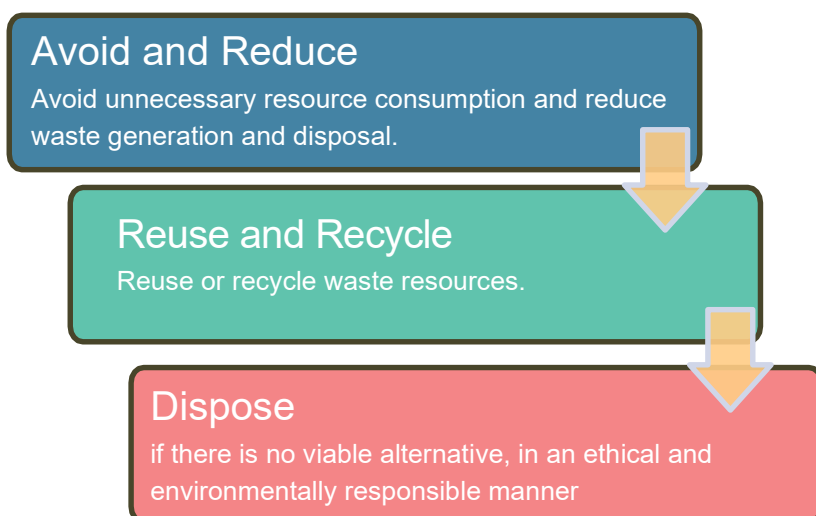 Avoid and Reduce
Avoid unnecessary resource consumption and reduce
waste generation and disposal.
Reuse and Recycle
Reuse or recycle waste resources.
Dispose
if there is no viable alternative, in an ethical and
environmentally responsible manner